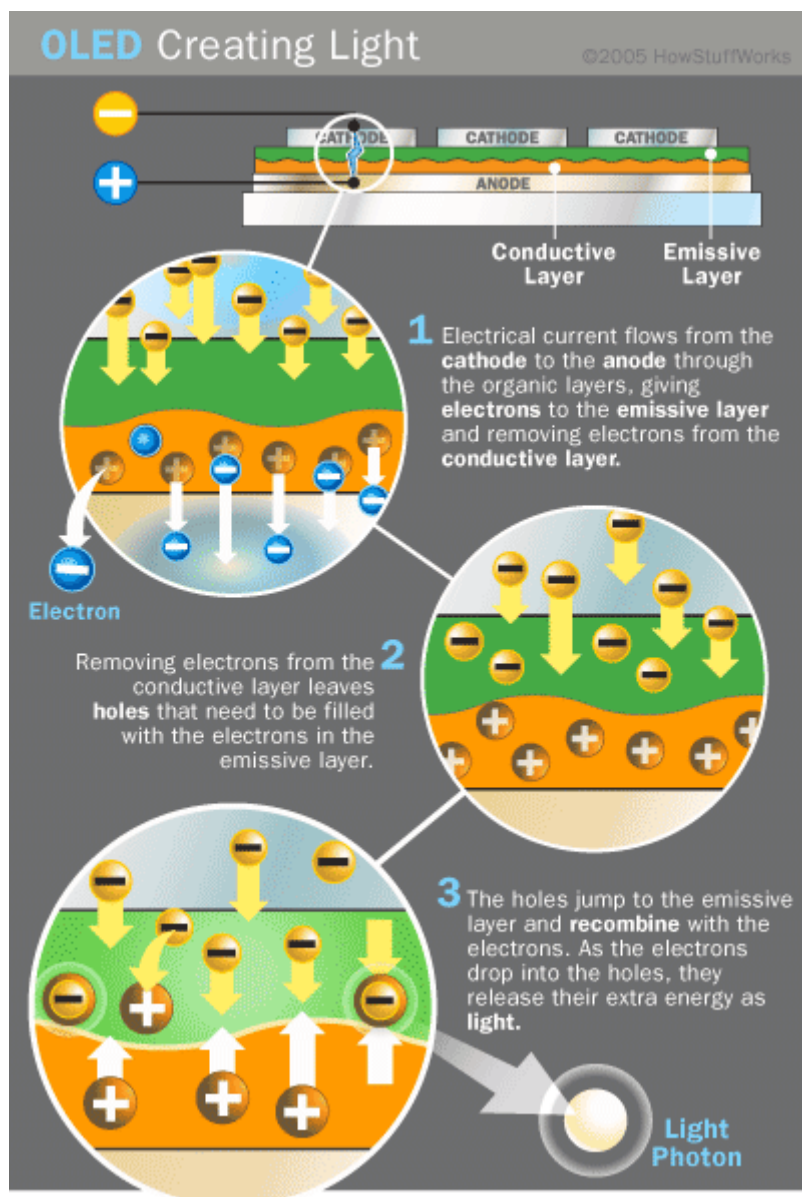 OLED Creating Light
©2005 HowStuffWorks
CATHODE CATHODE CATHODE
ANODE
Conductive
Layer
Emissive
Layer
1 Electrical current flows from the
cathode to the anode through
the organic layers, giving
electrons to the emissive layer
and removing electrons from the
conductive layer.
Electron
Removing electrons from the 2
conductive layer leaves
holes that need to be filled
with the electrons in the
emissive layer.
3 The holes jump to the emissive
layer and recombine with the
electrons. As the electrons
drop into the holes, they
release their extra energy as
light.
Light
Photon